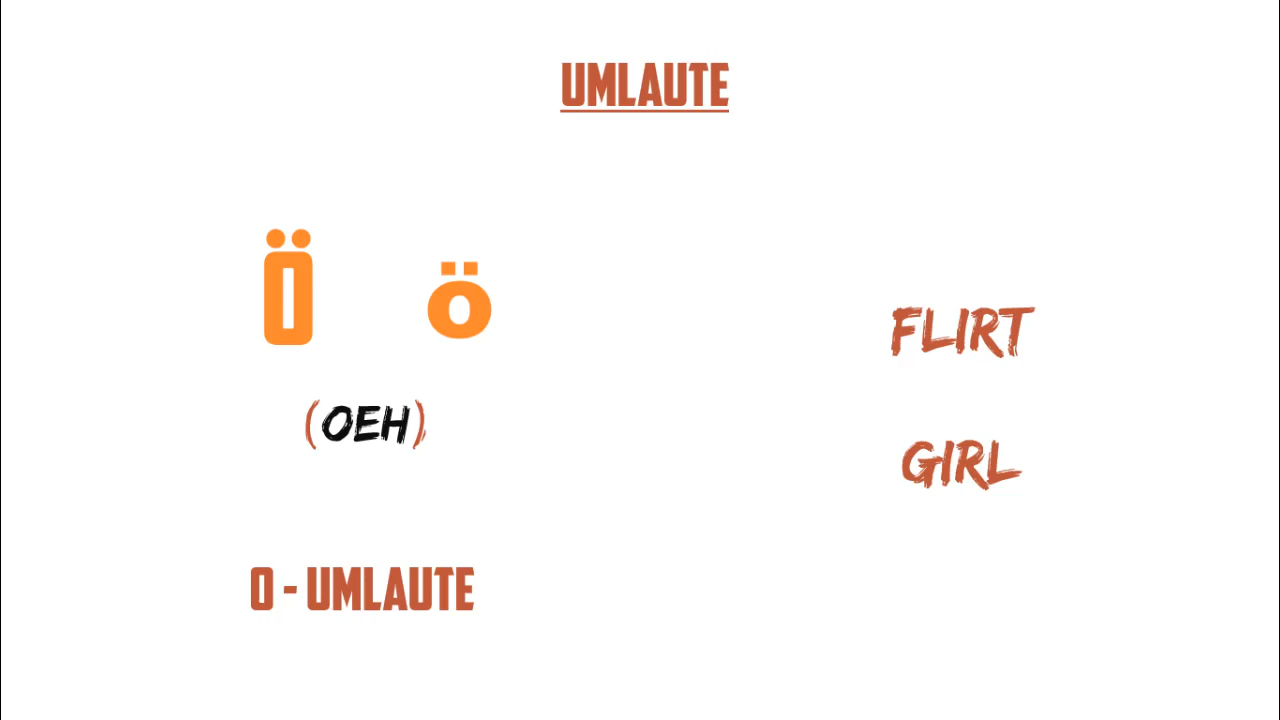 UMLAUTE
Ö ö
(OEH)
O - UMLAUTE
FLIRT
GIRL